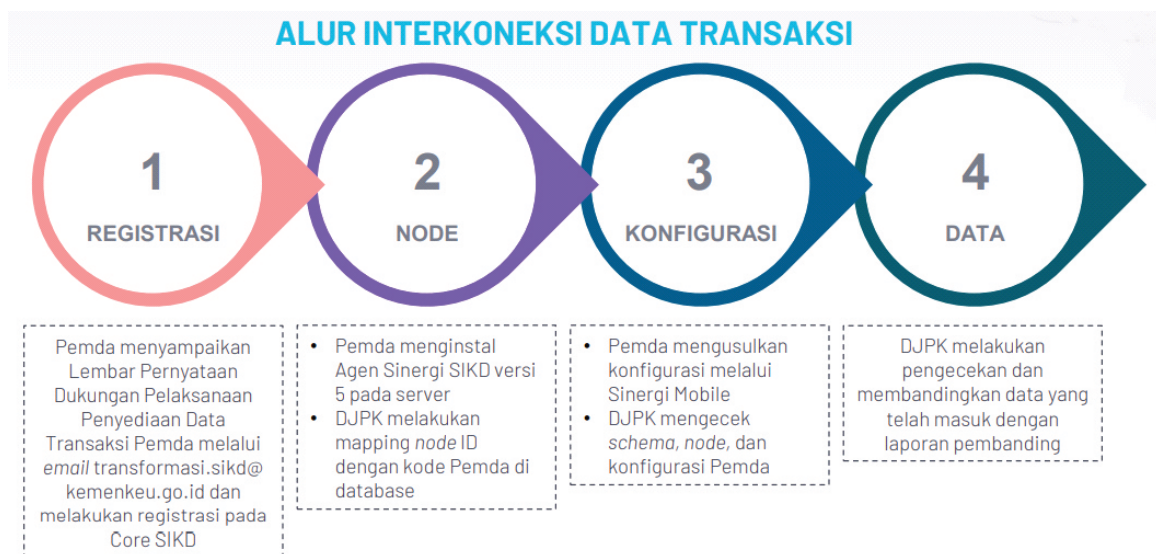 ALUR INTERKONEKSI DATA TRANSAKSI
1
REGISTRASI
2
NODE
3
KONFIGURASI
4
DATA
Pemda menyampaikan
Lembar Pernyataan
Dukungan Pelaksanaan
Penyediaan Data
Transaksi Pemda melalui
email transformasi.sikd@
kemenkeu.go.id dan
melakukan registrasi pada
Core SIKD
• Pemda menginstal
Agen Sinergi SIKD versi
5 pada server
• DJPK melakukan
mapping node ID
dengan kode Pemda di
database
• Pemda mengusulkan
konfigurasi melalui
Sinergi Mobile
• DJPK mengecek
schema, node, dan
konfigurasi Pemda
DJPK melakukan
pengecekan dan
membandingkan data yang
telah masuk dengan
laporan pembanding